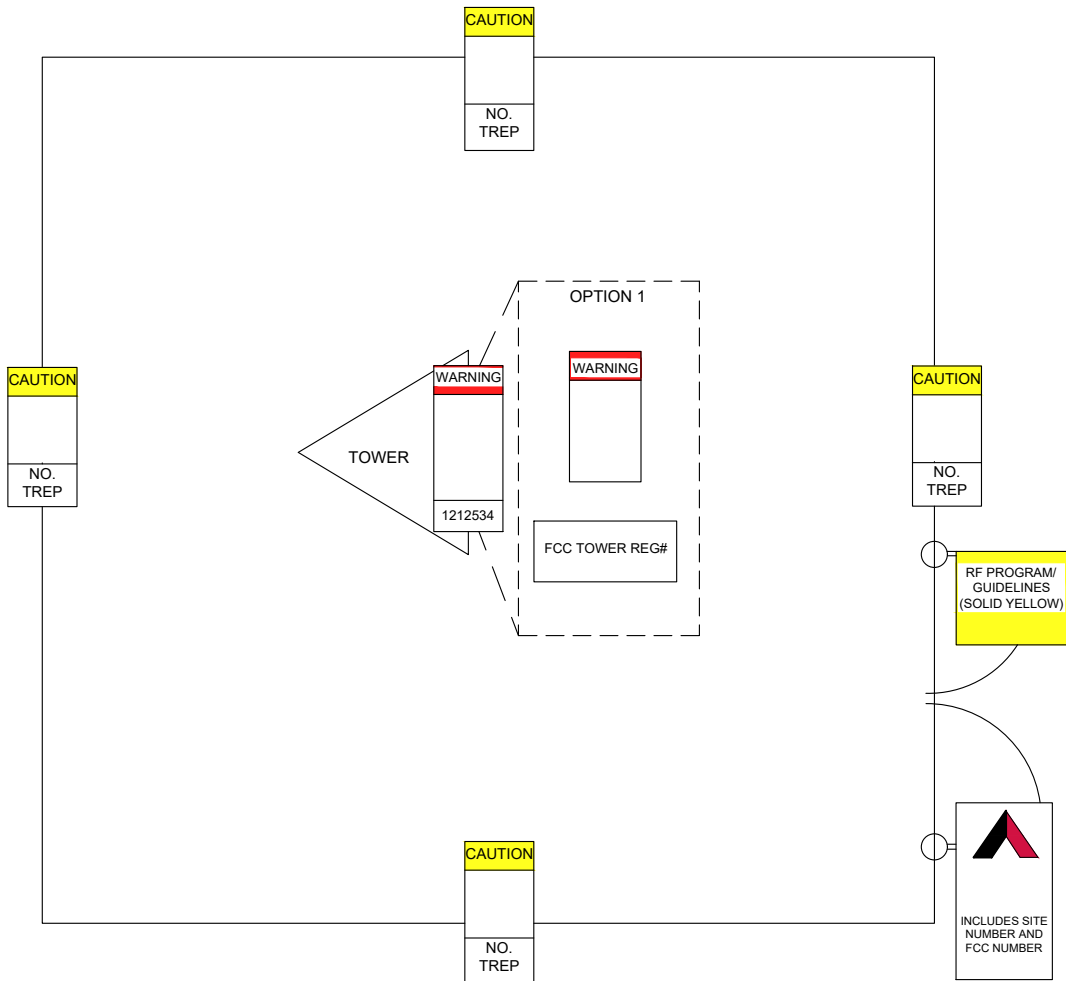 CAUTION
NO.
TREP
OPTION 1
WARNING
WARNING
CAUTION
NO.
TREP
TOWER
CAUTION
NO.
TREP
1212534
FCC TOWER REG#
RF PROGRAM/
GUIDELINES
(SOLID YELLOW)
CAUTION
NO.
TREP
INCLUDES SITE
NUMBER AND
FCC NUMBER